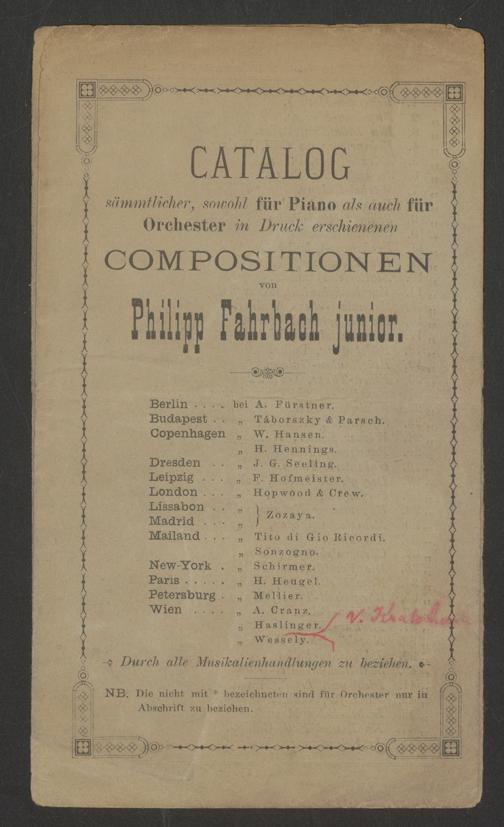 CATALOG
sämmtlicher, sowohl für Piano als auch für
Orchester in Druck erschienenen
COMPOSITIONEN
von
Philipp Fahrbach junior.
Berlin .... bei A. Fürstner.
Budapest .. „ Táborszky & Parsch.
Copenhagen „ W. Hansen.
„ H. Hennings.
Dresden ... „ J. G. Seeling.
Leipzig ... „ F. Hofmeister.
London ... „ Hopwood & Crew.
Lissabon .. „
Madrid ... „ } Zozaya.
Mailand ... „ Tito di Gio Ricordi.
„ Sonzogno.
New-York . „ Schirmer.
Paris ..... „ H. Heugel.
Petersburg . „ Mellier.
Wien .... „ A. Cranz.
„ Haslinger.
„ Wessely.
Durch alle Musikalienhandlungen zu beziehen.
NB. Die nicht mit * bezeichneten sind für Orchester nur in
Abschrift zu beziehen.